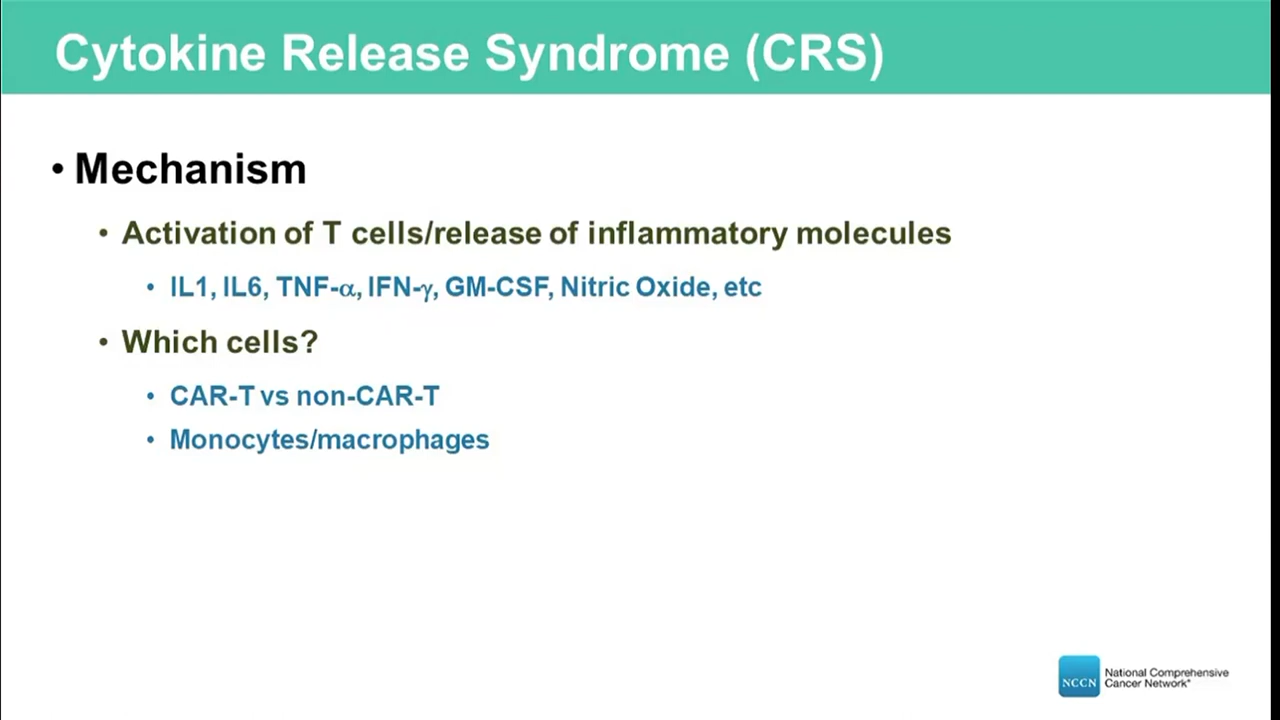 Cytokine Release Syndrome (CRS)
• Mechanism
• Activation of T cells/release of inflammatory molecules
• IL1, IL6, TNF-α, IFN-γ, GM-CSF, Nitric Oxide, etc
• Which cells?
• CAR-T vs non-CAR-T
• Monocytes/macrophages
NCCN
National Comprehensive
Cancer Network®